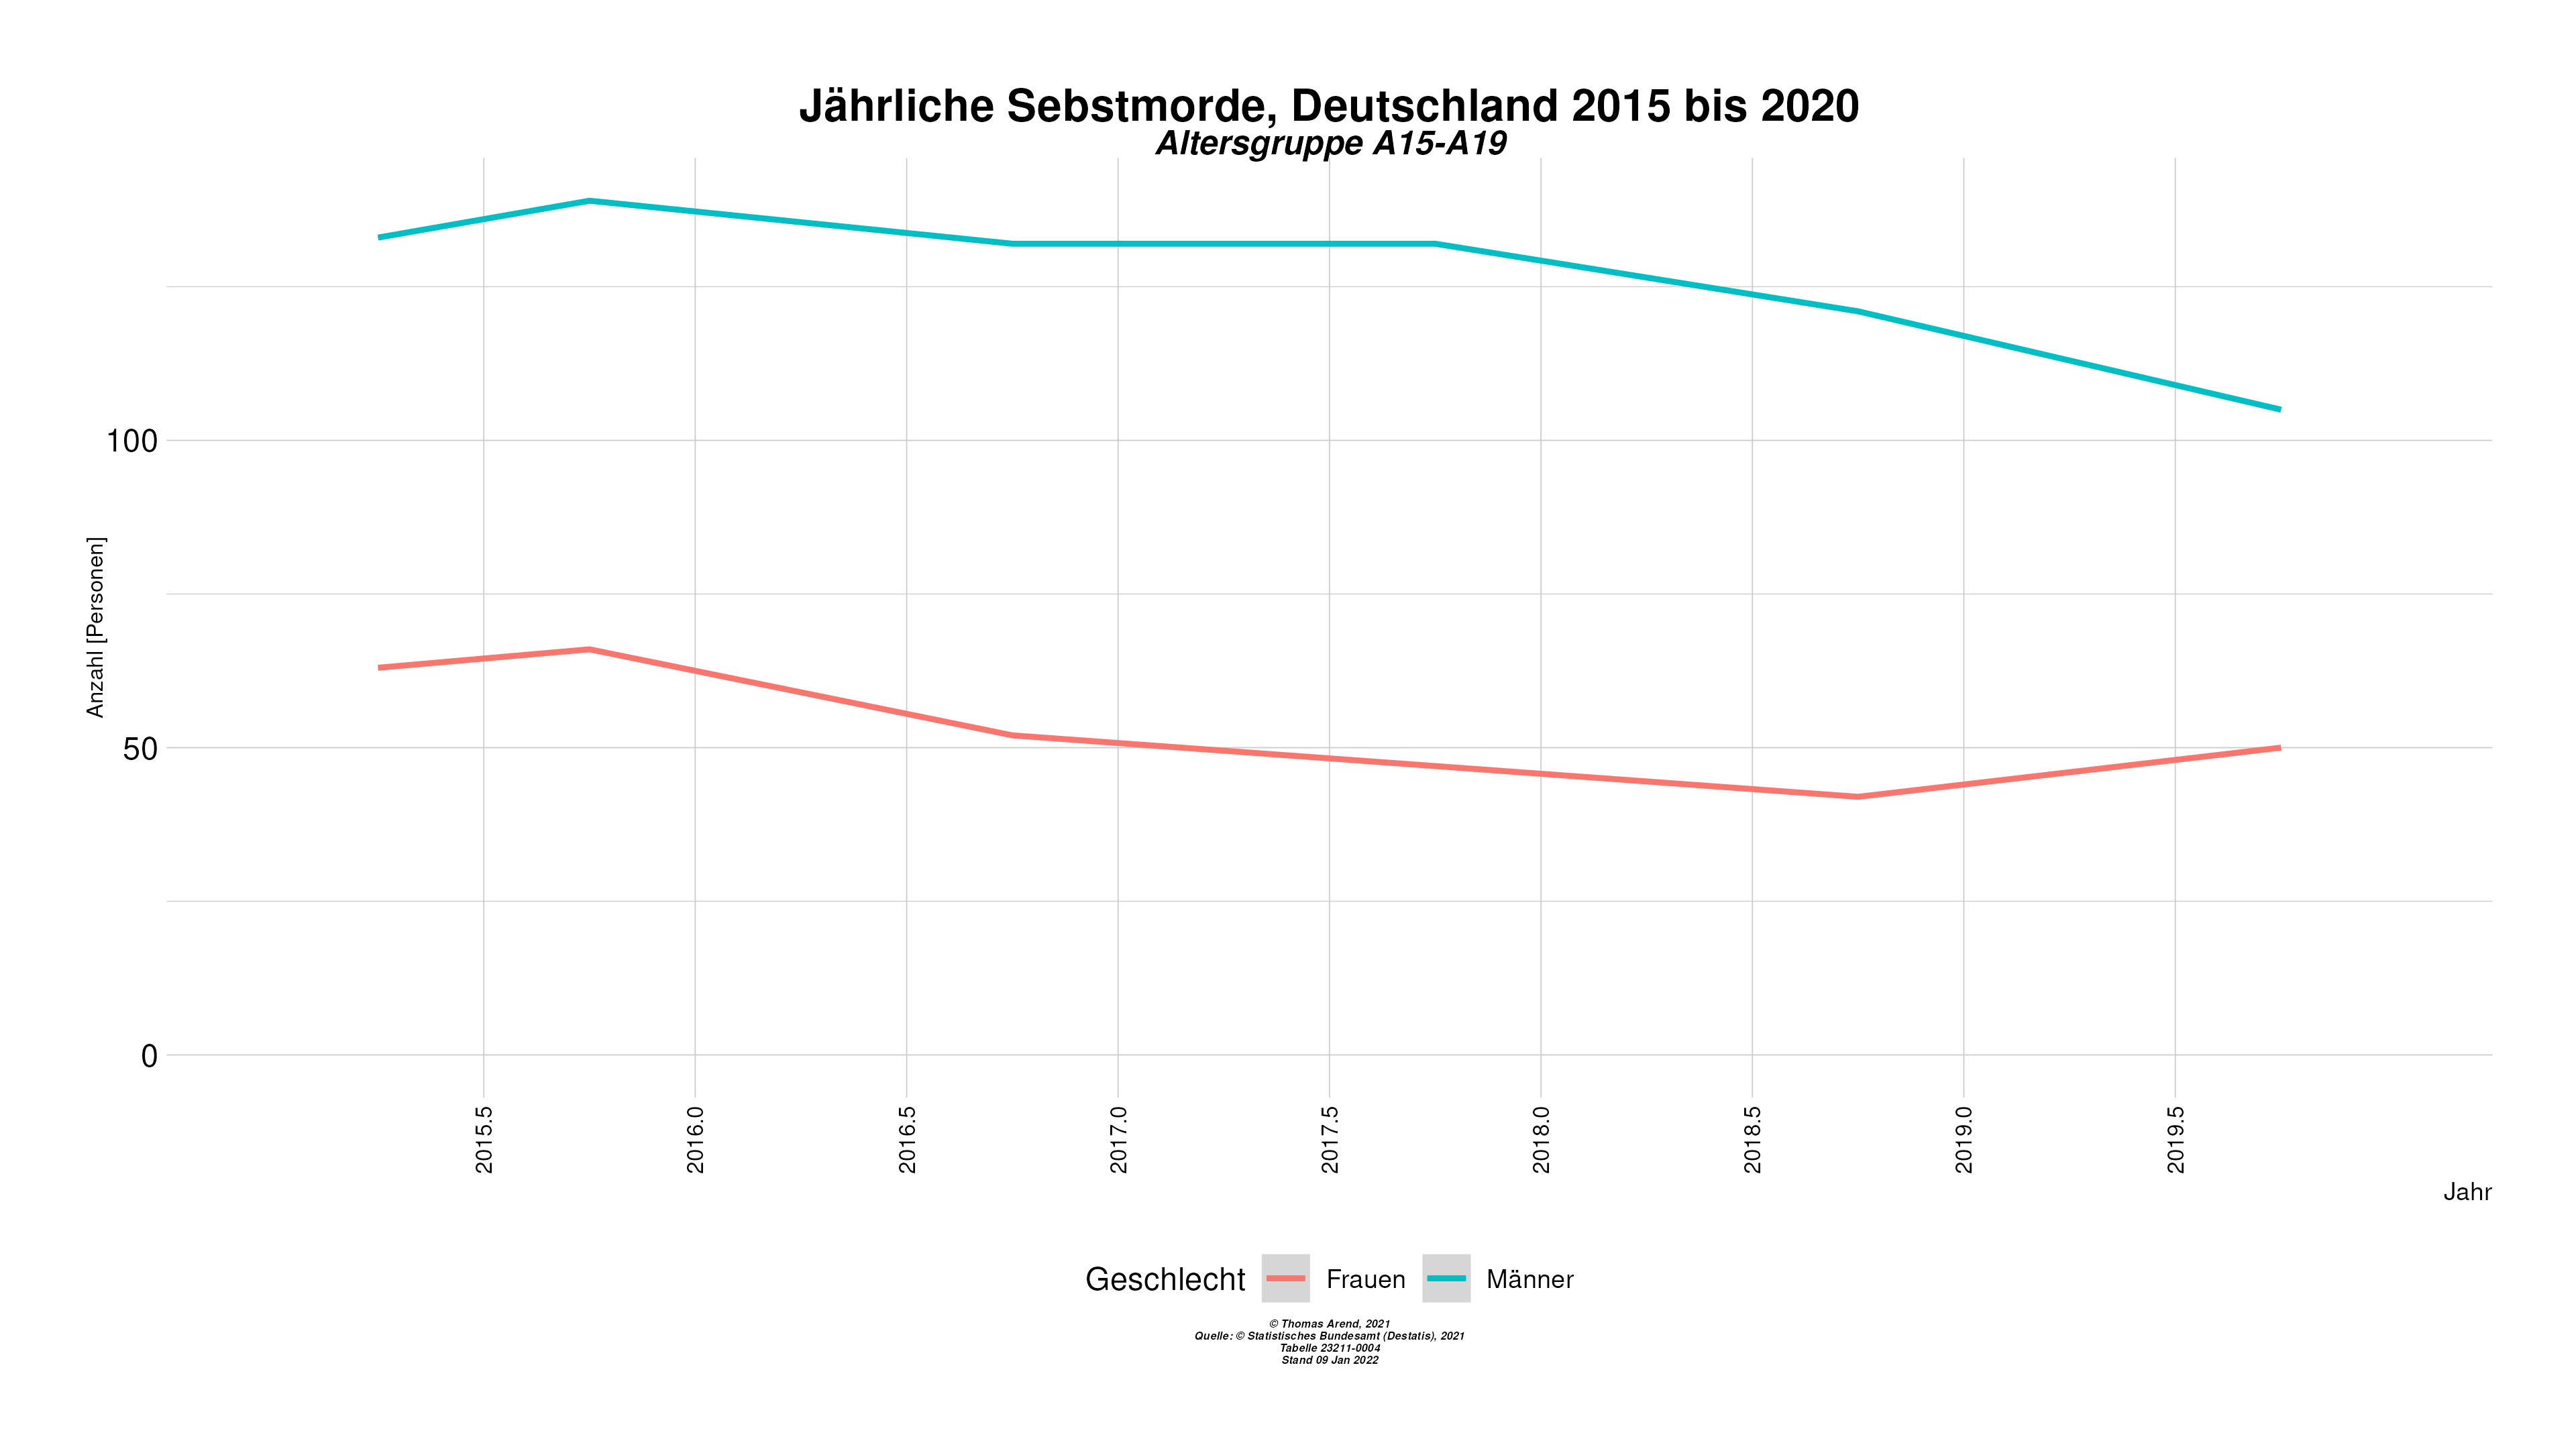 Jährliche Sebstmorde, Deutschland 2015 bis 2020
Altersgruppe A15-A19
Anzahl [Personen]
100
50
0
2015.5
2016.0
2016.5
2017.0
2017.5
2018.0
2018.5
2019.0
2019.5
Jahr
Geschlecht Frauen Männer
© Thomas Arend, 2021
Quelle: © Statistisches Bundesamt (Destatis), 2021
Tabelle 23211-0004
Stand 09 Jan 2022